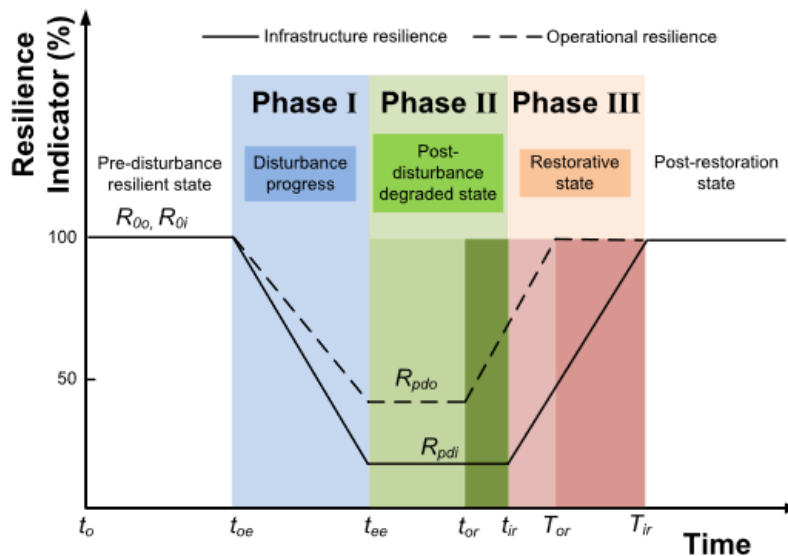 Infrastructure resilience
Operational resilience
Resilience
Indicator (%)
Phase I
Phase II
Phase III
Pre-disturbance
resilient state
Disturbance
progress
Post-
disturbance
degraded state
Restorative
state
Post-restoration
state
R0o, R0i
100
50
Rpdo
Rpdi
to
toe
tee
tor
tir
Tor
Tir
Time